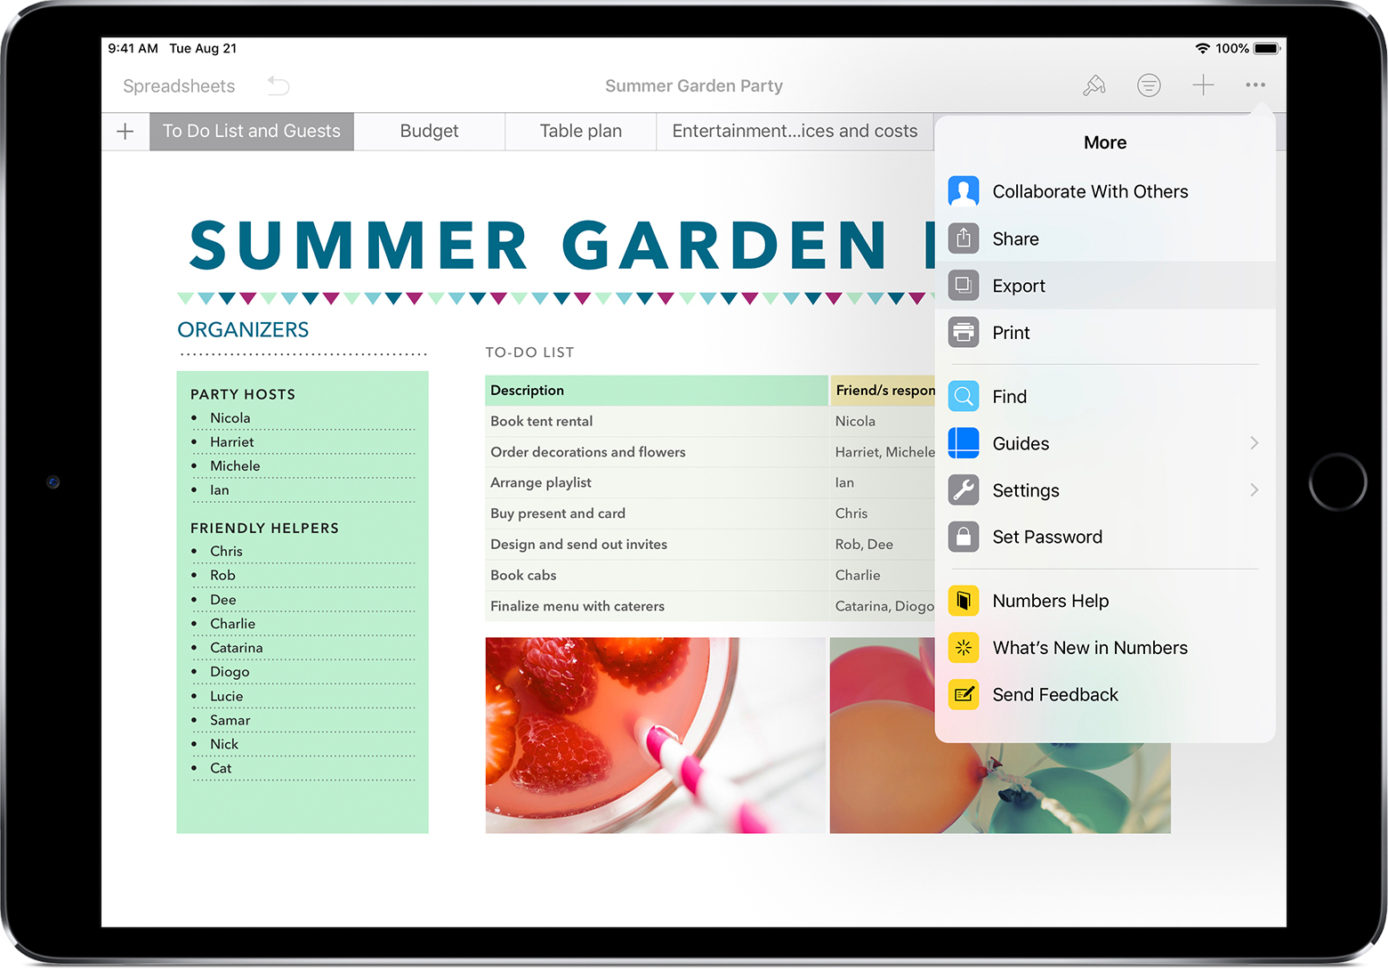 9:41 AM Tue Aug 21
100%
Spreadsheets
Summer Garden Party
To Do List and Guests
Budget
Table plan
Entertainment...ices and costs
SUMMER GARDEN
ORGANIZERS
PARTY HOSTS
• Nicola
• Harriet
• Michele
• Ian
FRIENDLY HELPERS
• Chris
• Rob
• Dee
• Charlie
• Catarina
• Diogo
• Lucie
• Samar
• Nick
• Cat
TO-DO LIST
Description Friend/s respon
Book tent rental Nicola
Order decorations and flowers Harriet, Michele
Arrange playlist Ian
Buy present and card Chris
Design and send out invites Rob, Dee
Book cabs Charlie
Finalize menu with caterers Catarina, Diogo
More
Collaborate With Others
Share
Export
Print
Find
Guides
Settings
Set Password
Numbers Help
What's New in Numbers
Send Feedback